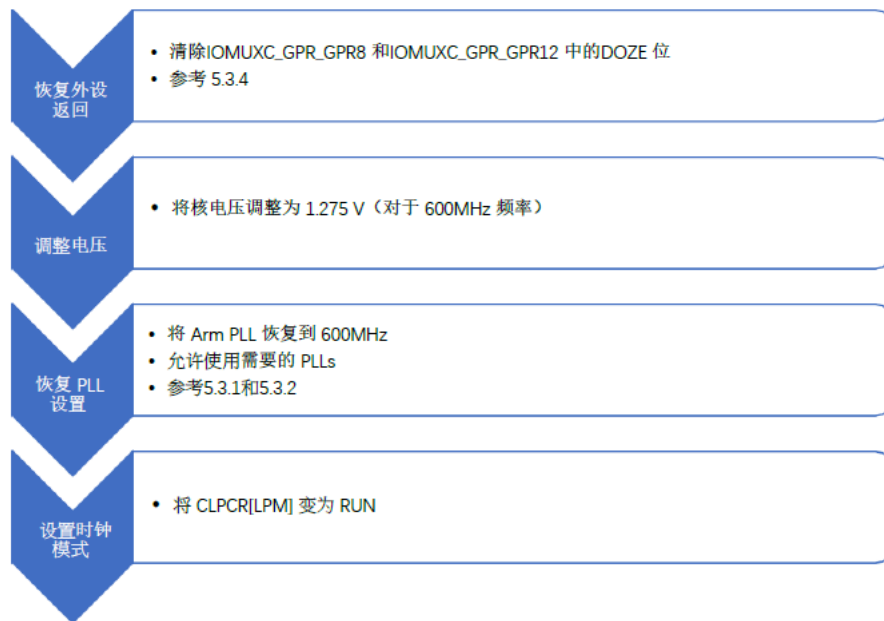 恢复外设
返回
• 清除IOMUXC_GPR_GPR8 和IOMUXC_GPR_GPR12 中的DOZE 位
• 参考 5.3.4
调整电压
• 将核电压调整为 1.275 V（对于 600MHz 频率）
恢复 PLL
设置
• 将 Arm PLL 恢复到 600MHz
• 允许使用需要的 PLLs
• 参考5.3.1和5.3.2
设置时钟
模式
• 将 CLPCR[LPM] 变为 RUN